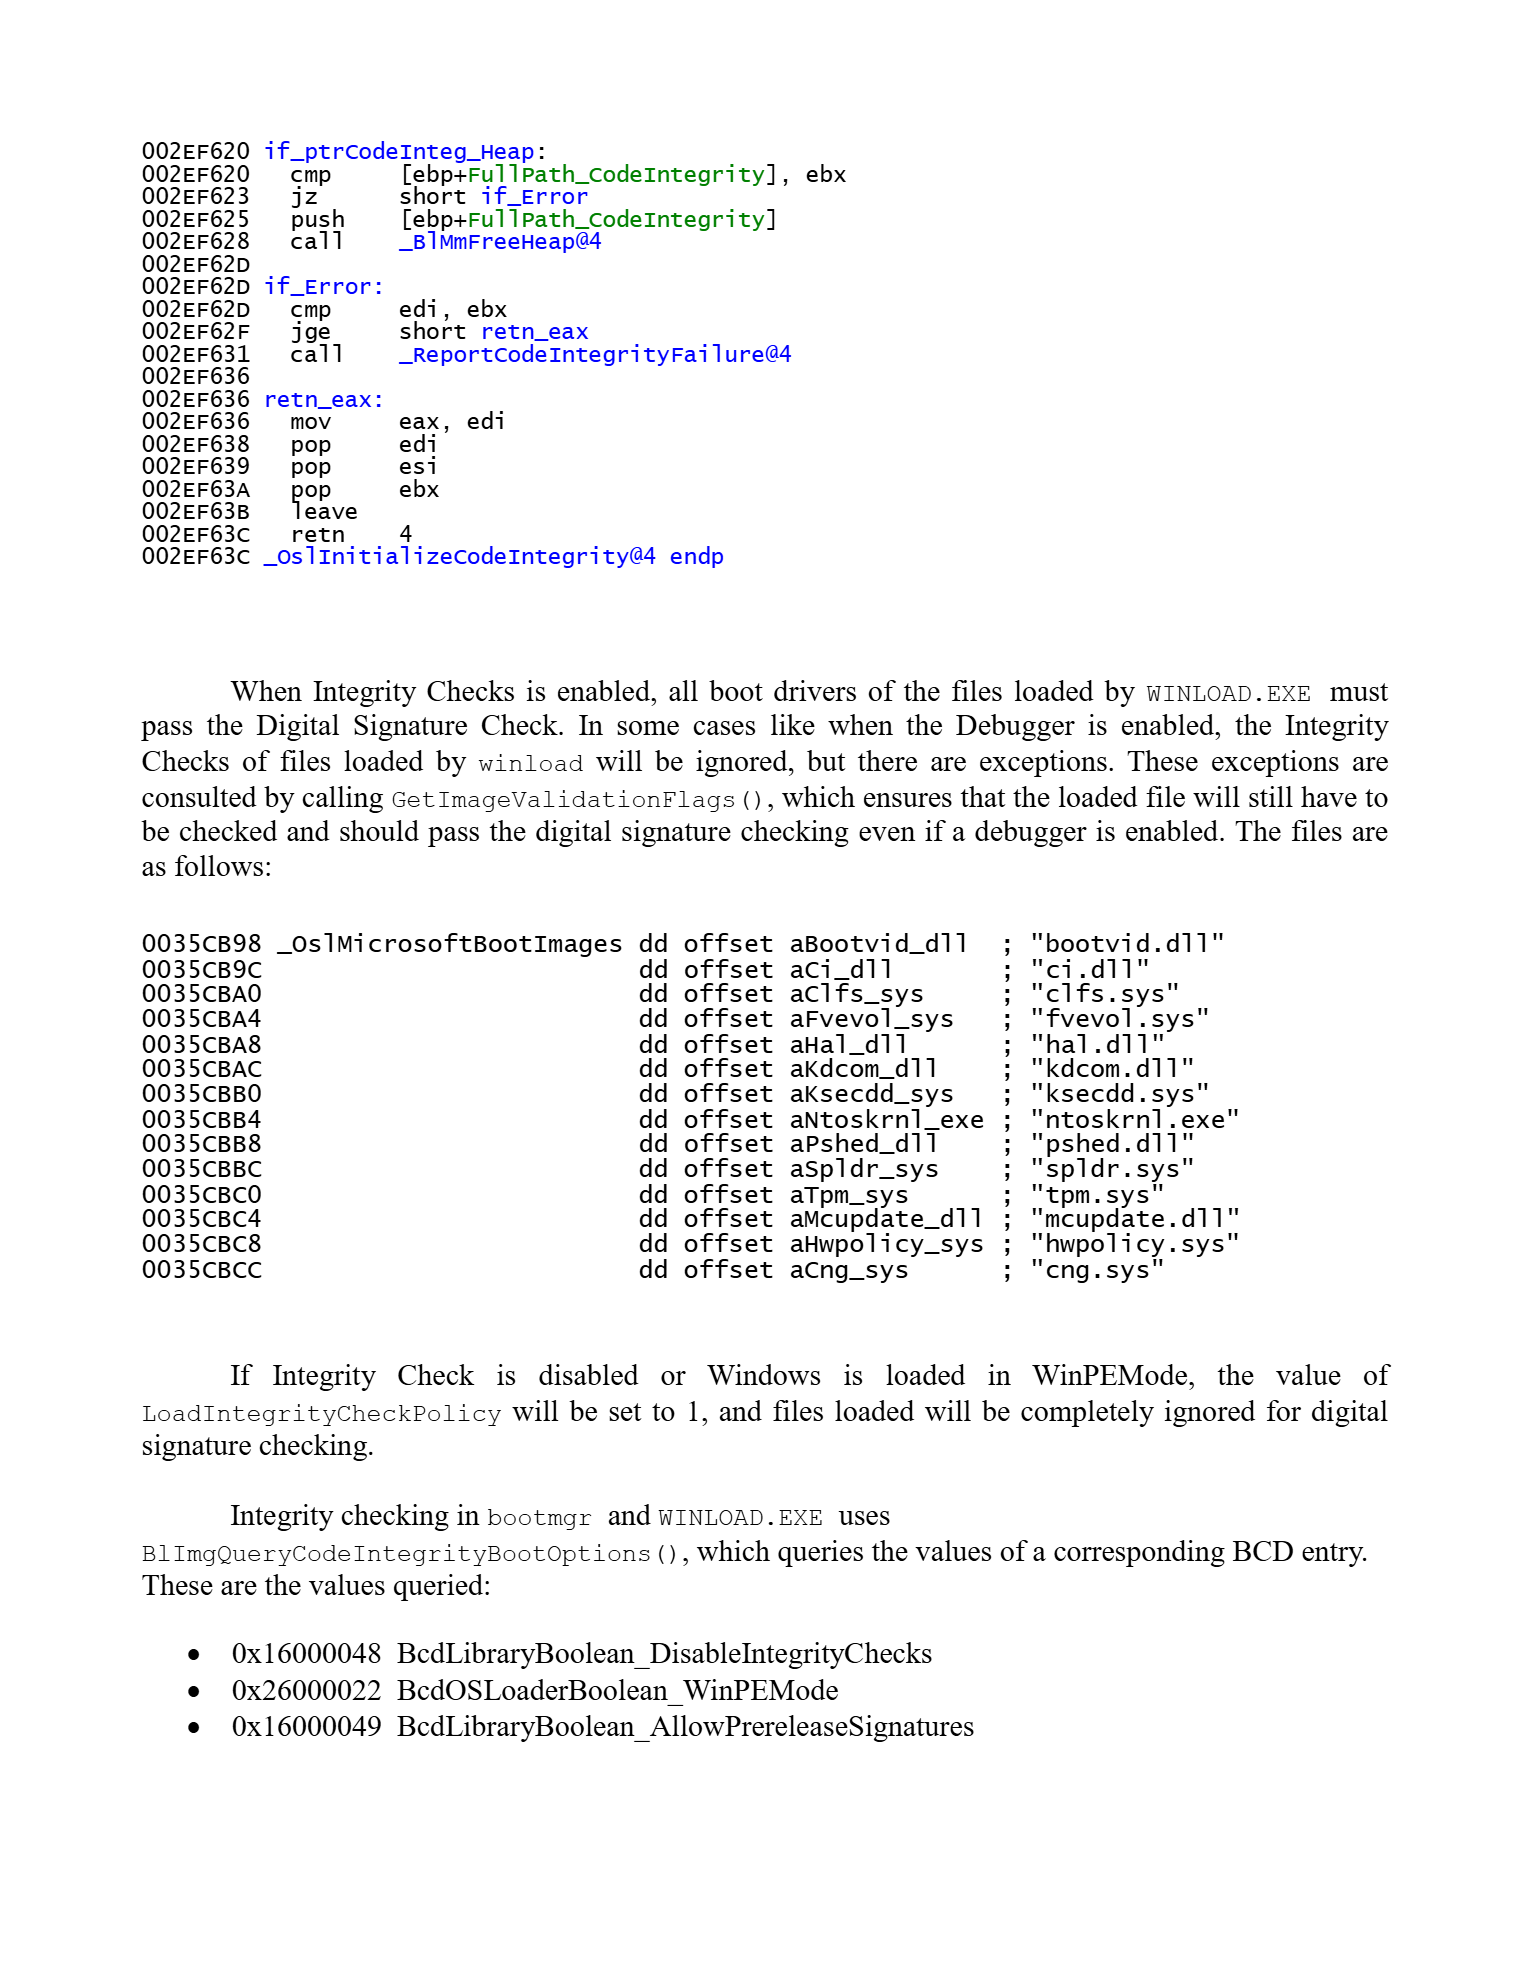 002EF620 if_ptrCodeInteg_Heap:
002EF620   cmp     [ebp+FullPath_CodeIntegrity], ebx
002EF623   jz      short if_Error
002EF625   push    [ebp+FullPath_CodeIntegrity]
002EF628   call    _BlMmFreeHeap@4
002EF62D
002EF62D if_Error:
002EF62D   cmp     edi, ebx
002EF62F   jge     short retn_eax
002EF631   call    _ReportCodeIntegrityFailure@4
002EF636
002EF636 retn_eax:
002EF636   mov     eax, edi
002EF638   pop     edi
002EF639   pop     esi
002EF63A   pop     ebx
002EF63B   leave
002EF63C   retn    4
002EF63C _OslInitializeCodeIntegrity@4 endp
When Integrity Checks is enabled, all boot drivers of the files loaded by WINLOAD.EXE must
pass the Digital Signature Check. In some cases like when the Debugger is enabled, the Integrity
Checks of files loaded by winload will be ignored, but there are exceptions. These exceptions are
consulted by calling GetImageValidationFlags(), which ensures that the loaded file will still have to
be checked and should pass the digital signature checking even if a debugger is enabled. The files are
as follows:
0035CB98 _OslMicrosoftBootImages dd offset aBootvid_dll  ; "bootvid.dll"
0035CB9C                         dd offset aCi_dll       ; "ci.dll"
0035CBA0                         dd offset aClfs_sys     ; "clfs.sys"
0035CBA4                         dd offset aFvevol_sys   ; "fvevol.sys"
0035CBA8                         dd offset aHal_dll      ; "hal.dll"
0035CBAC                         dd offset aKdcom_dll    ; "kdcom.dll"
0035CBB0                         dd offset aKsecdd_sys   ; "ksecdd.sys"
0035CBB4                         dd offset aNtoskrnl_exe ; "ntoskrnl.exe"
0035CBB8                         dd offset aPshed_dll    ; "pshed.dll"
0035CBBC                         dd offset aSpldr_sys    ; "spldr.sys"
0035CBC0                         dd offset aTpm_sys      ; "tpm.sys"
0035CBC4                         dd offset aMcupdate_dll ; "mcupdate.dll"
0035CBC8                         dd offset aHwpolicy_sys ; "hwpolicy.sys"
0035CBCC                         dd offset aCng_sys      ; "cng.sys"
If Integrity Check is disabled or Windows is loaded in WinPEMode, the value of
LoadIntegrityCheckPolicy will be set to 1, and files loaded will be completely ignored for digital
signature checking.
Integrity checking in bootmgr and WINLOAD.EXE uses
BlImgQueryCodeIntegrityBootOptions(), which queries the values of a corresponding BCD entry.
These are the values queried:
• 0x16000048 BcdLibraryBoolean_DisableIntegrityChecks
• 0x26000022 BcdOSLoaderBoolean_WinPEMode
• 0x16000049 BcdLibraryBoolean_AllowPrereleaseSignatures